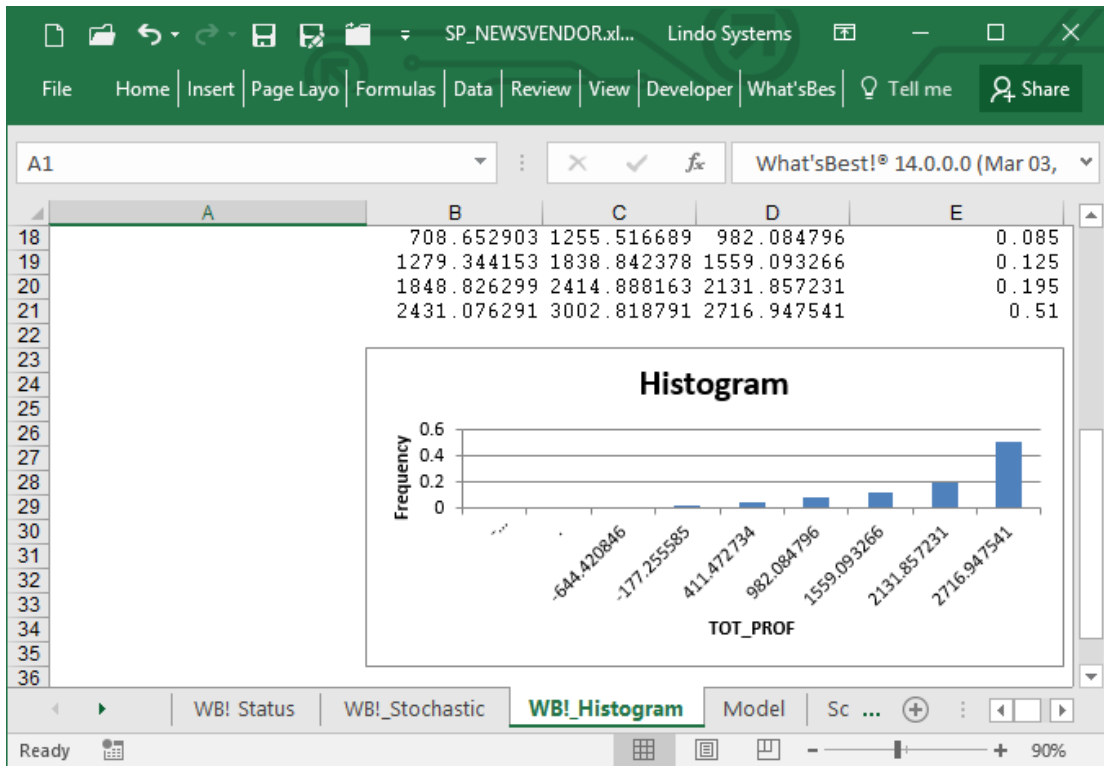 SP_NEWSVENDOR.xl... Lindo Systems
File Home Insert Page Layo Formulas Data Review View Developer What'sBes Tell me Share
A1 fx What'sBest!® 14.0.0.0 (Mar 03,
A B C D E
18 708.652903 1255.516689 982.084796 0.085
19 1279.344153 1838.842378 1559.093266 0.125
20 1848.826299 2414.888163 2131.857231 0.195
21 2431.076291 3002.818791 2716.947541 0.51
22
23
24
25
26
27
28
29
30
31
32
33
34
35
36
Histogram
Frequency
0.6
0.4
0.2
0
-... . -644.420846 -177.255585 411.472734 982.084796 1559.093266 2131.857231 2716.947541
TOT_PROF
WB! Status WB!_Stochastic WB!_Histogram Model Sc ...
Ready 90%